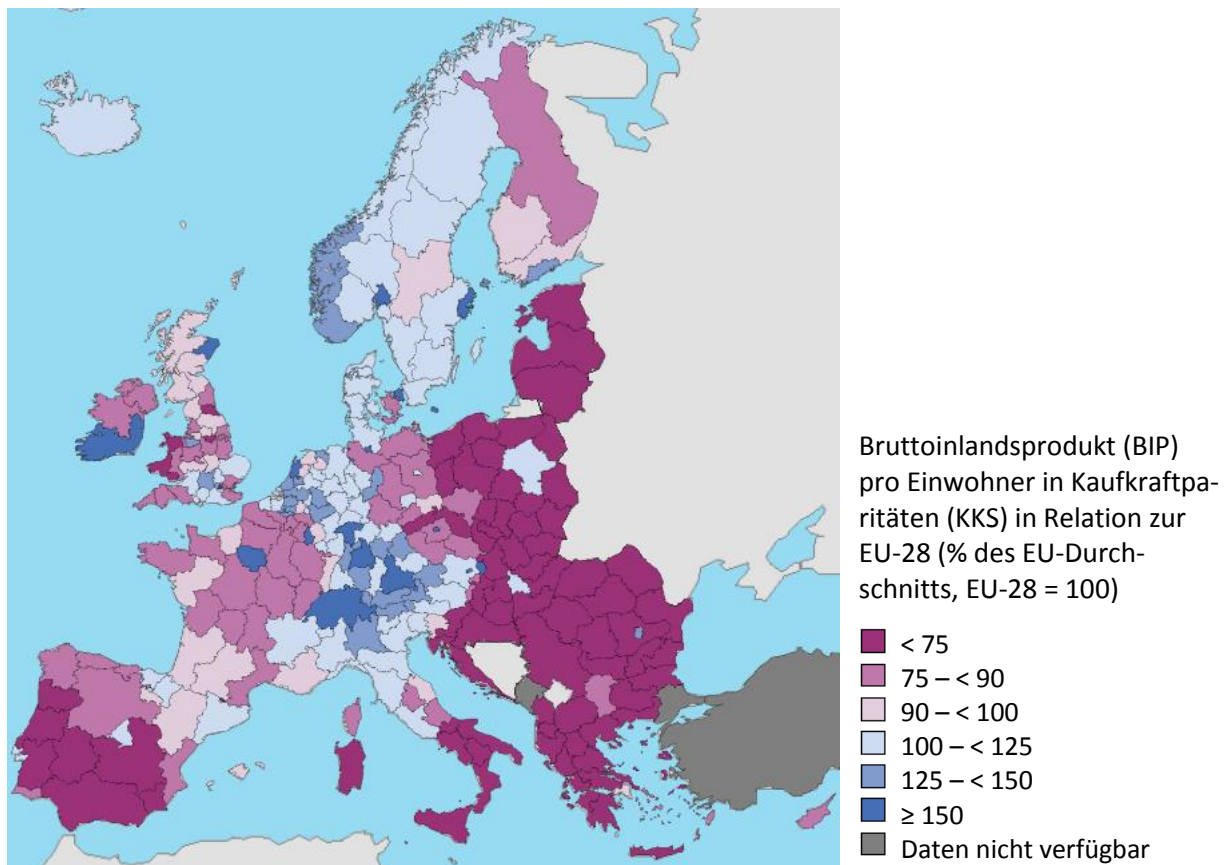 Bruttoinlandsprodukt (BIP)
pro Einwohner in Kaufkraftpa-
ritäten (KKS) in Relation zur
EU-28 (% des EU-Durch-
schnitts, EU-28 = 100)
< 75
75 – < 90
90 – < 100
100 – < 125
125 – < 150
≥ 150
Daten nicht verfügbar